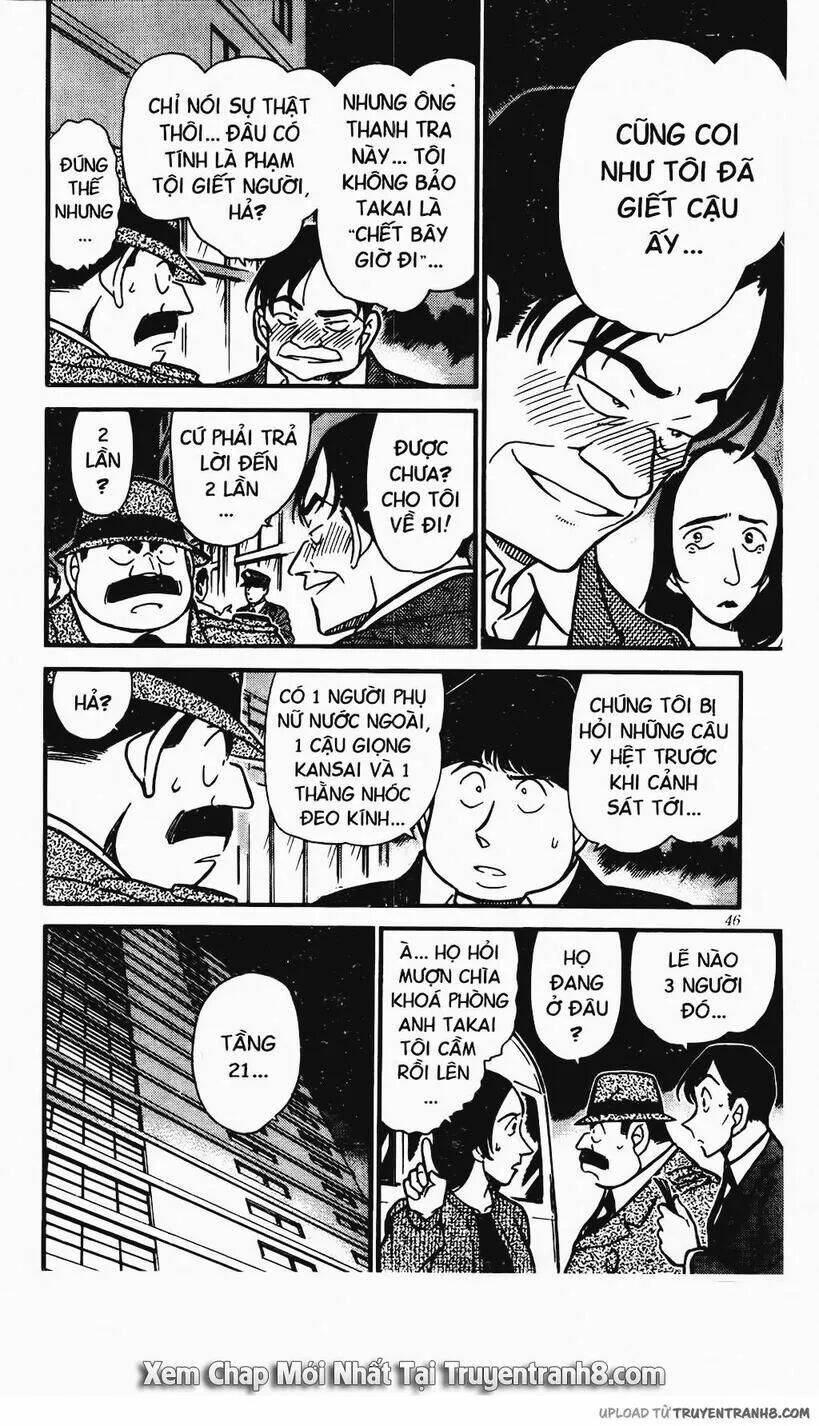 CŨNG COI
NHƯ TÔI ĐÃ
GIẾT CẬU
ẤY...
NHƯNG ÔNG
THANH TRA
NÀY... TÔI
KHÔNG BẢO
TAKAI LÀ
"CHẾT BÂY
GIỜ ĐI"...
CHỈ NÓI SỰ THẬT
THÔI... ĐÂU CÓ
TÍNH LÀ PHẠM
TỘI GIẾT NGƯỜI,
HẢ?
ĐÚNG
THẾ
NHƯNG
...
ĐƯỢC
CHƯA?
CHO TÔI
VỀ ĐI!
CỨ PHẢI TRẢ
LỜI ĐẾN
2 LẦN
...
2
LẦN
?
CHÚNG TÔI BỊ
HỎI NHỮNG CÂU
Y HỆT TRƯỚC
KHI CẢNH
SÁT TỚI...
CÓ 1 NGƯỜI PHỤ
NỮ NƯỚC NGOÀI,
1 CẬU GIỌNG
KANSAI VÀ 1
THẰNG NHÓC
ĐEO KÍNH...
HẢ?
46
LẼ NÀO
3 NGƯỜI
ĐÓ...
HỌ
ĐANG
Ở ĐÂU
?
À... HỌ HỎI
MƯỢN CHÌA
KHOÁ PHÒNG
ANH TAKAI
TÔI CẦM
RỒI LÊN
...
TẦNG
21...
Xem Chap Mới Nhất Tại Truyentranh8.com
UPLOAD TỪ TRUYENTRANH8.COM